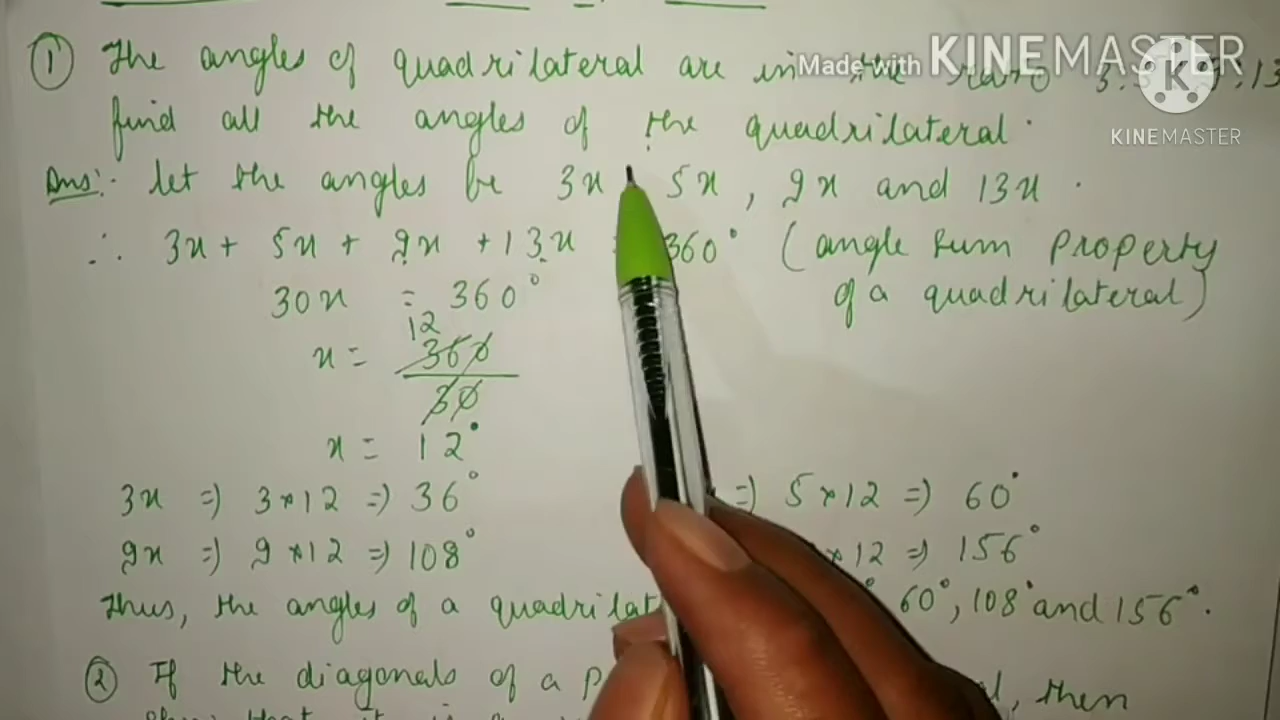 ① The angles of quadrilateral are in the ratio 3:5:9:13
find all the angles of the quadrilateral.
Made with KINEMASTER
KINEMASTER
Ans:- let the angles be 3x 5x, 9x and 13x.
∴ 3x + 5x + 9x + 13x = 360° (angle sum property
of a quadrilateral)
30x = 360°
12
x = 360
30
x = 12°
3x => 3×12 => 36° => 5×12 => 60°
9x => 9×12 => 108° ×12 => 156°
Thus, the angles of a 60°, 108° and 156°.
② If the diagonals of a then